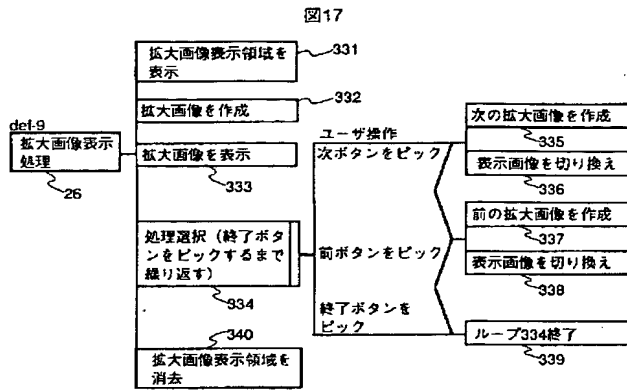 図17
def-9
拡大画像表示
処理
26
拡大画像表示領域を
表示
331
拡大画像を作成
332
拡大画像を表示
333
処理選択（終了ボタ
ンをピックするまで
繰り返す）
334
340
拡大画像表示領域を
消去
ユーザ操作
次ボタンをピック
前ボタンをピック
終了ボタンを
ピック
次の拡大画像を作成
335
表示画像を切り換え
336
前の拡大画像を作成
337
表示画像を切り換え
338
ループ334終了
339